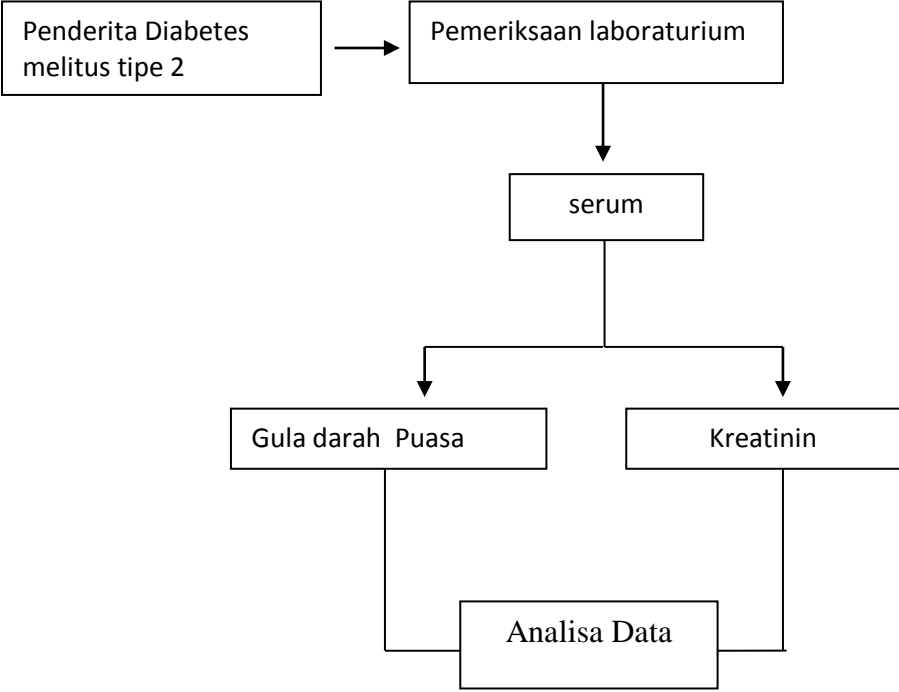 Penderita Diabetes
melitus tipe 2
Pemeriksaan laboraturium
serum
Gula darah  Puasa
Kreatinin
Analisa Data